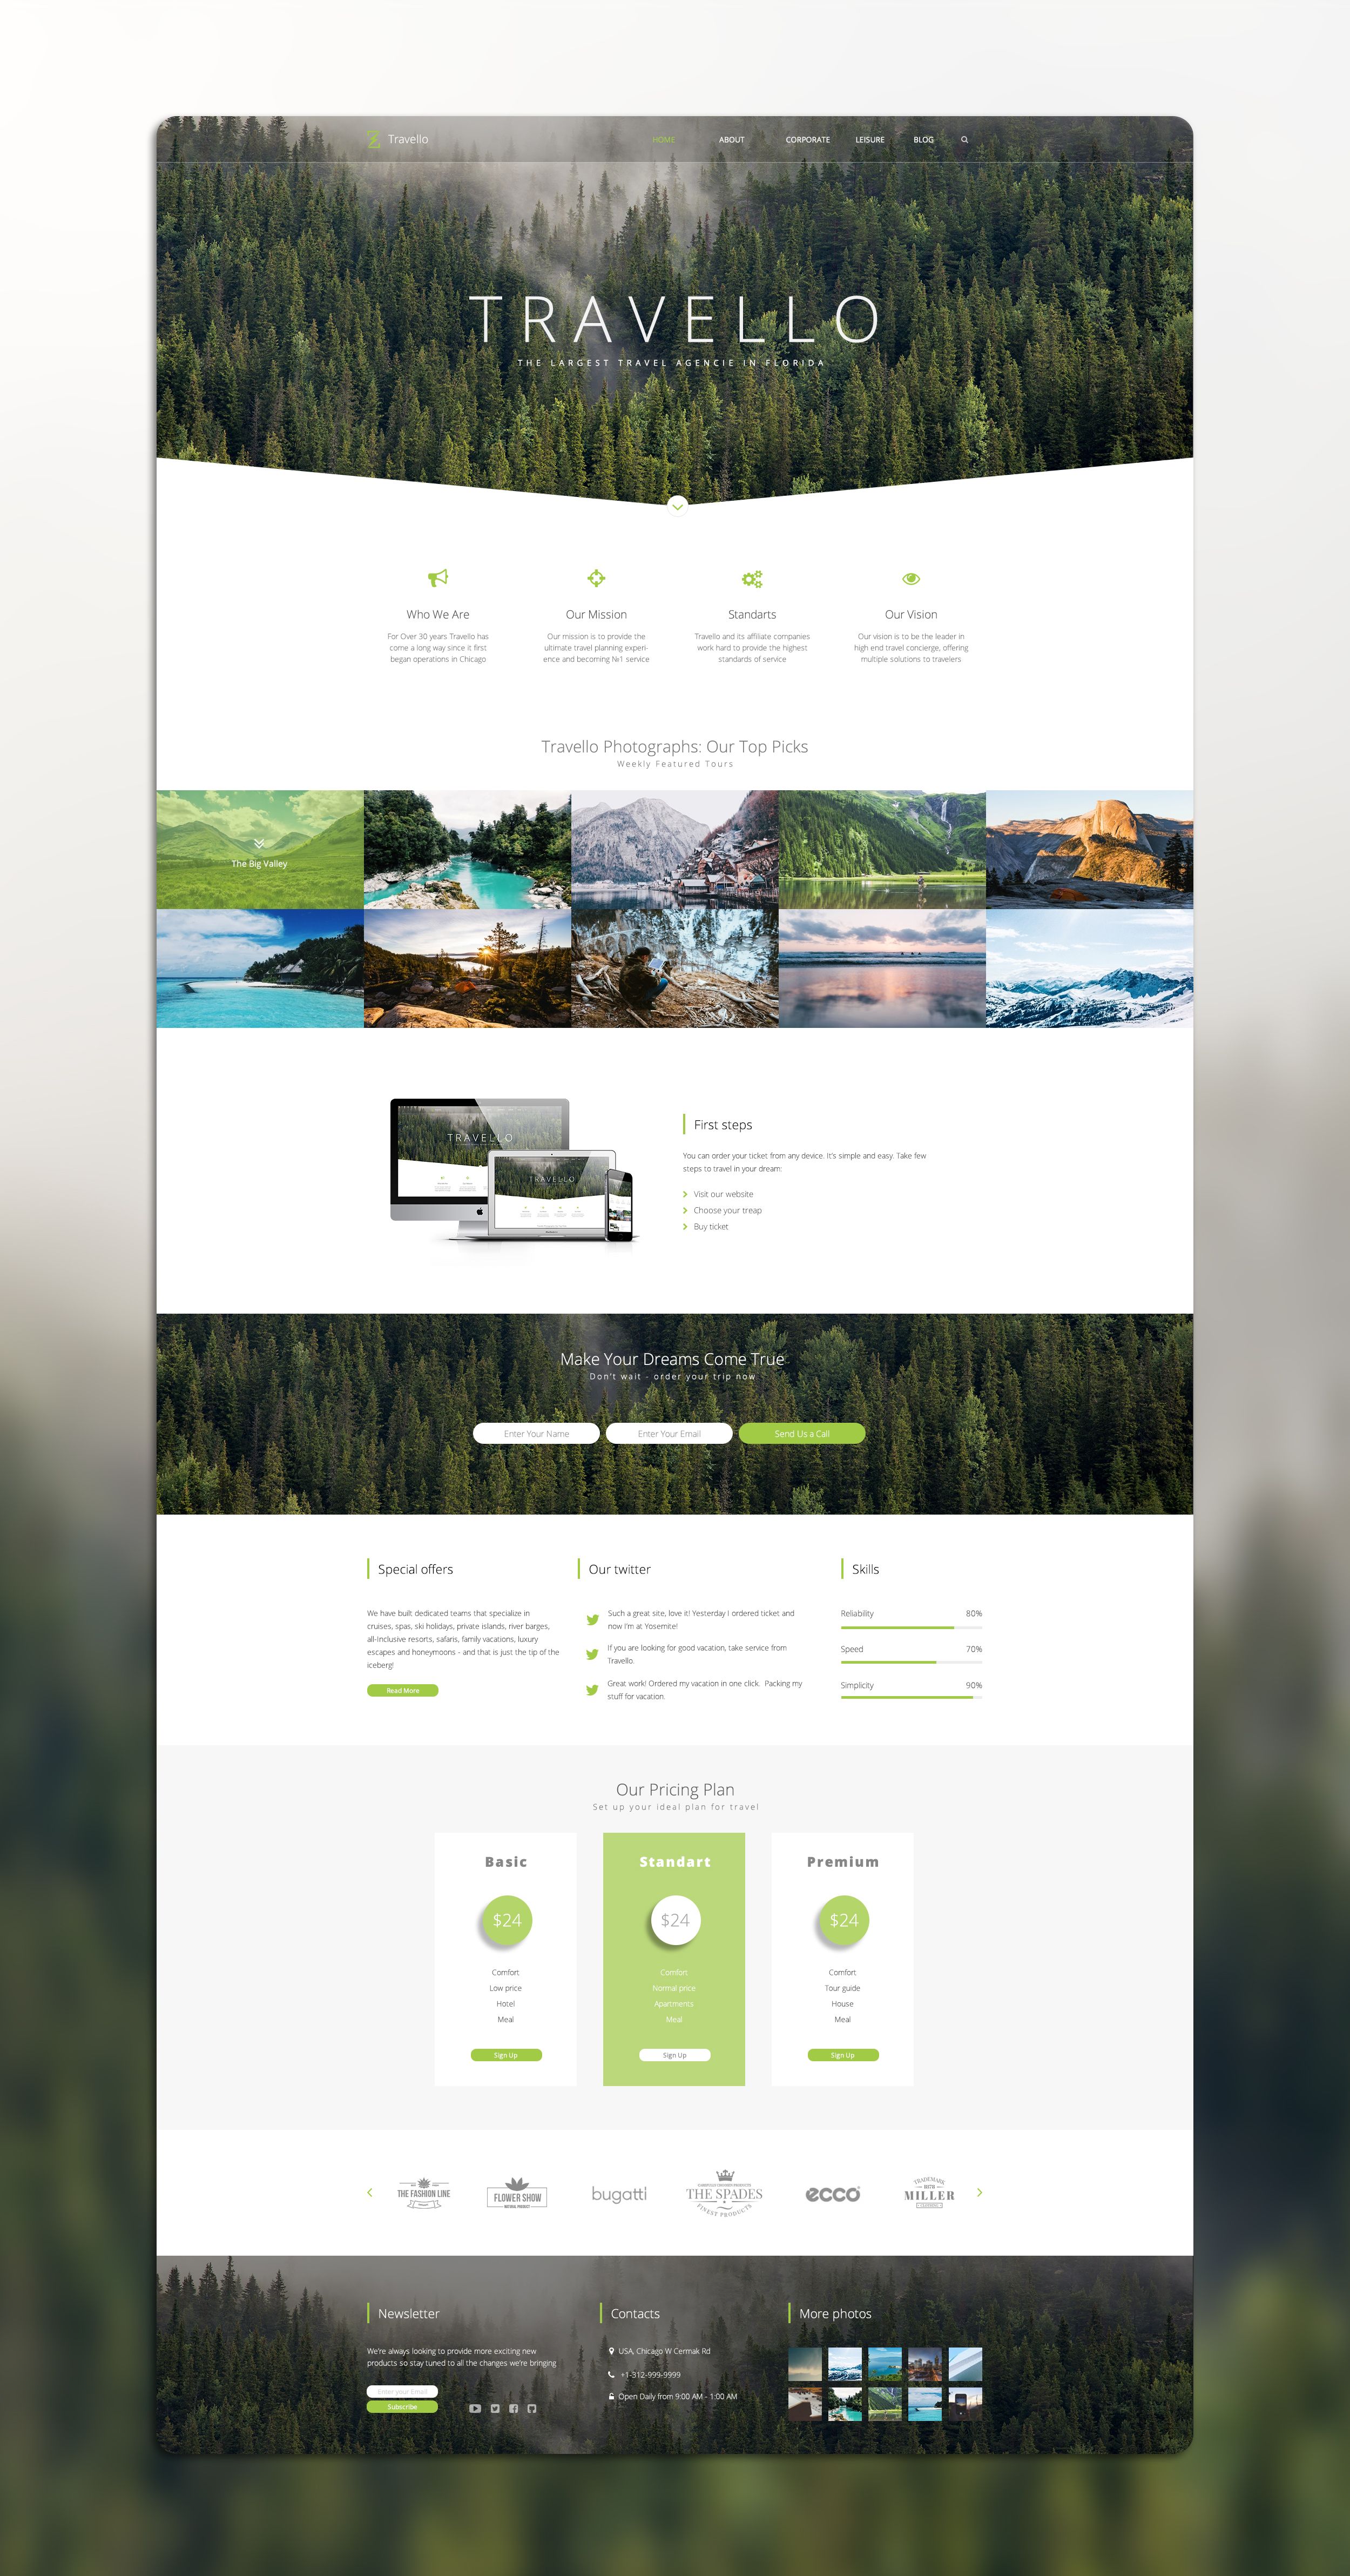 Travello
HOME ABOUT CORPORATE LEISURE BLOG
TRAVELLO
THE LARGEST TRAVEL AGENCIE IN FLORIDA
Who We Are
For Over 30 years Travello has
come a long way since it first
began operations in Chicago
Our Mission
Our mission is to provide the
ultimate travel planning experi-
ence and becoming №1 service
Standarts
Travello and its affiliate companies
work hard to provide the highest
standards of service
Our Vision
Our vision is to be the leader in
high end travel concierge, offering
multiple solutions to travelers
Travello Photographs: Our Top Picks
Weekly Featured Tours
The Big Valley
TRAVELLO
TRAVELLO
First steps
You can order your ticket from any device. It's simple and easy. Take few
steps to travel in your dream:
Visit our website
Choose your treap
Buy ticket
Make Your Dreams Come True
Don't wait - order your trip now
Enter Your Name
Enter Your Email
Send Us a Call
Special offers
We have built dedicated teams that specialize in
cruises, spas, ski holidays, private islands, river barges,
all-Inclusive resorts, safaris, family vacations, luxury
escapes and honeymoons - and that is just the tip of the
iceberg!
Read More
Our twitter
Such a great site, love it! Yesterday I ordered ticket and
now I'm at Yosemite!
If you are looking for good vacation, take service from
Travello.
Great work! Ordered my vacation in one click. Packing my
stuff for vacation.
Skills
Reliability 80%
Speed 70%
Simplicity 90%
Our Pricing Plan
Set up your ideal plan for travel
Basic
$24
Comfort
Low price
Hotel
Meal
Sign Up
Standart
$24
Comfort
Normal price
Apartments
Meal
Sign Up
Premium
$24
Comfort
Tour guide
House
Meal
Sign Up
THE FASHION LINE
FLOWER SHOW
NATURAL PRODUCT
bugatti
THE SPADES
FINEST PRODUCTS
ecco
TRADEMARK
WITH
MILLER
Newsletter
We're always looking to provide more exciting new
products so stay tuned to all the changes we're bringing
Enter your Email
Subscribe
Contacts
USA, Chicago W Cermak Rd
+1-312-999-9999
Open Daily from 9:00 AM - 1:00 AM
More photos